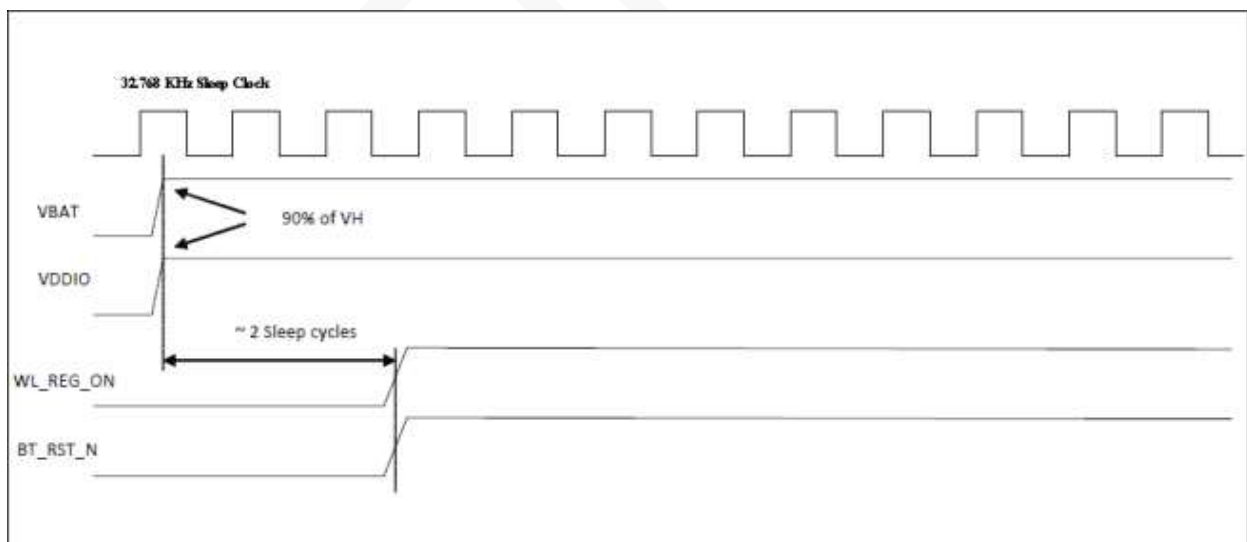 32.768 KHz Sleep Clock
VBAT
90% of VH
VDDIO
~ 2 Sleep cycles
WL_REG_ON
BT_RST_N